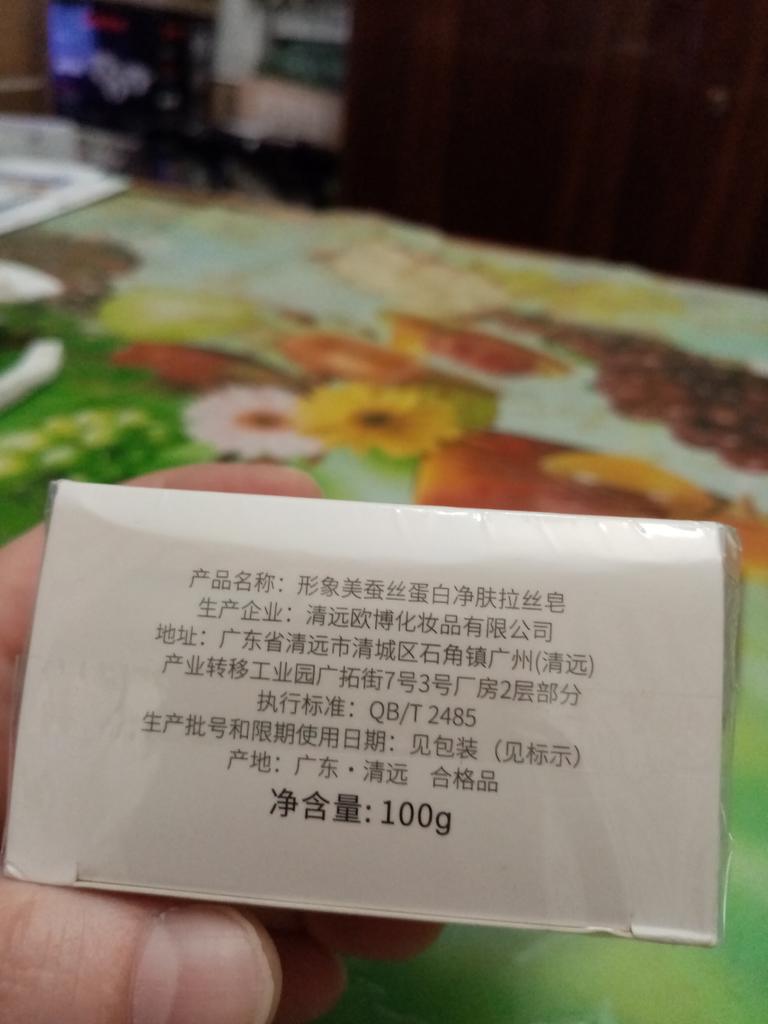 产品名称：形象美蚕丝蛋白净肤拉丝皂
生产企业：清远欧博化妆品有限公司
地址：广东省清远市清城区石角镇广州(清远)
产业转移工业园广拓街7号3号厂房2层部分
执行标准：QB/T 2485
生产批号和限期使用日期：见包装（见标示）
产地：广东·清远 合格品
净含量:100g